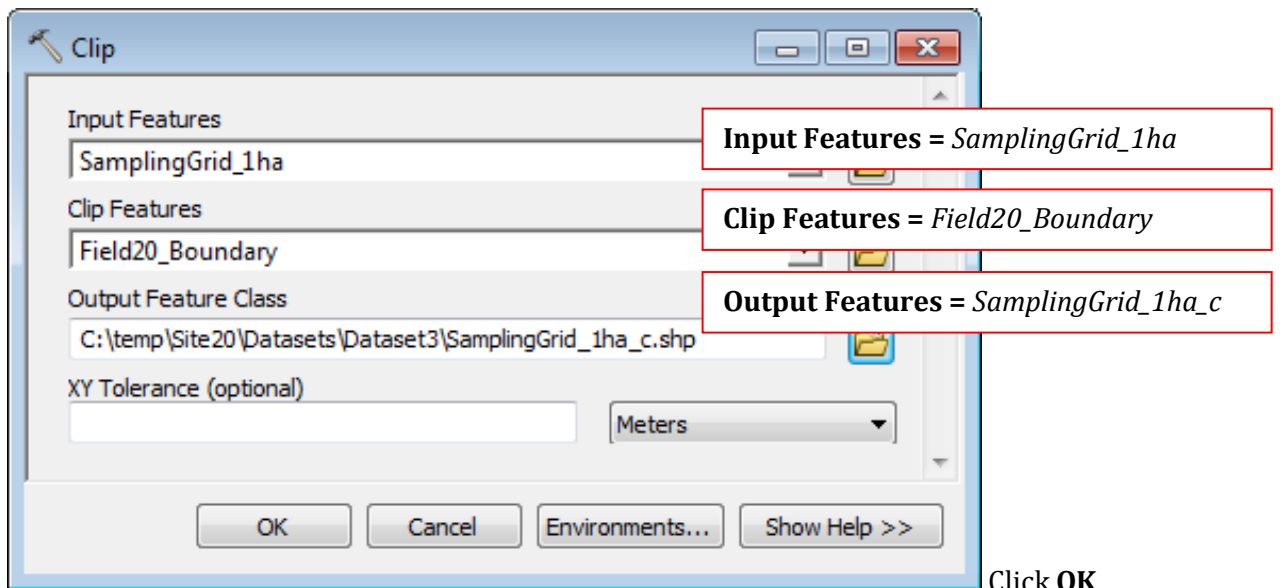 Clip
Input Features
SamplingGrid_1ha
Input Features = SamplingGrid_1ha
Clip Features
Field20_Boundary
Clip Features = Field20_Boundary
Output Feature Class
C:\temp\Site20\Datasets\Dataset3\SamplingGrid_1ha_c.shp
Output Features = SamplingGrid_1ha_c
XY Tolerance (optional)
Meters
OK
Cancel
Environments...
Show Help >>
Click OK